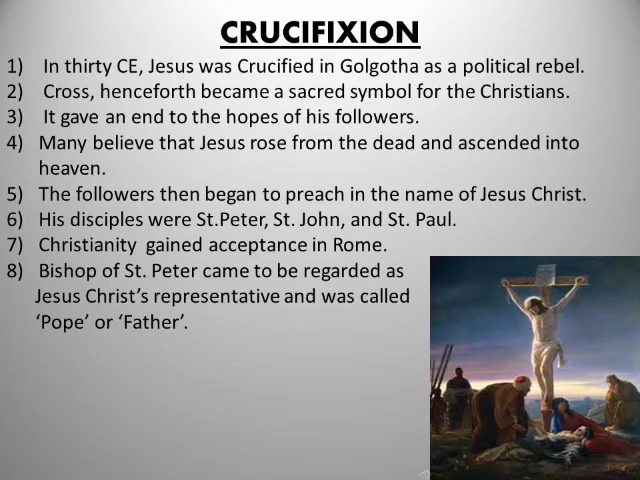 CRUCIFIXION
1) In thirty CE, Jesus was Crucified in Golgotha as a political rebel.
2) Cross, henceforth became a sacred symbol for the Christians.
3) It gave an end to the hopes of his followers.
4) Many believe that Jesus rose from the dead and ascended into
heaven.
5) The followers then began to preach in the name of Jesus Christ.
6) His disciples were St.Peter, St. John, and St. Paul.
7) Christianity gained acceptance in Rome.
8) Bishop of St. Peter came to be regarded as
Jesus Christ’s representative and was called
‘Pope’ or ‘Father’.